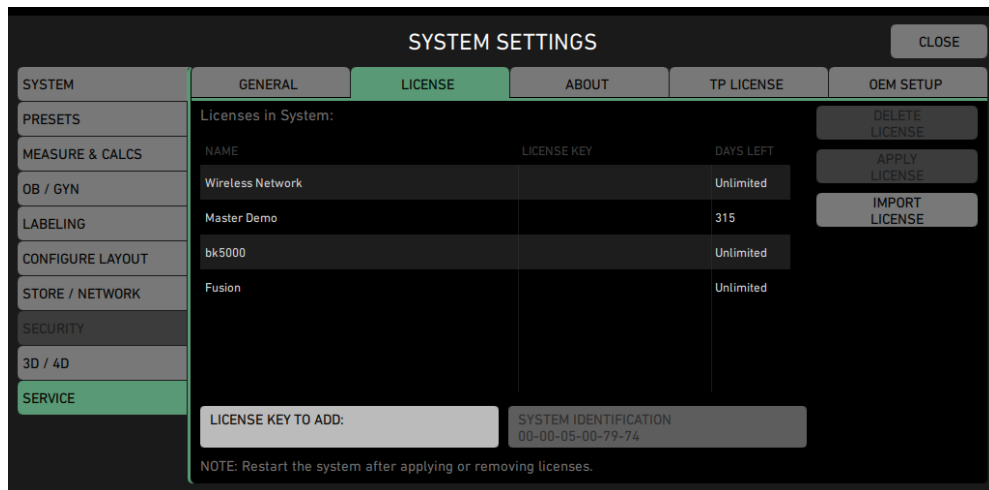 SYSTEM SETTINGS
CLOSE
SYSTEM
PRESETS
MEASURE & CALCS
OB / GYN
LABELING
CONFIGURE LAYOUT
STORE / NETWORK
SECURITY
3D / 4D
SERVICE
GENERAL LICENSE ABOUT TP LICENSE OEM SETUP
Licenses in System:
NAME LICENSE KEY DAYS LEFT
Wireless Network Unlimited
Master Demo 315
bk5000 Unlimited
Fusion Unlimited
DELETE
LICENSE
APPLY
LICENSE
IMPORT
LICENSE
LICENSE KEY TO ADD:
SYSTEM IDENTIFICATION
00-00-05-00-79-74
NOTE: Restart the system after applying or removing licenses.